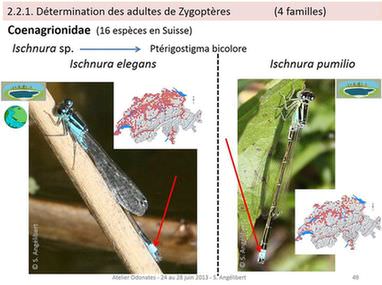 2.2.1. Détermination des adultes de Zygoptères (4 familles)
Coenagrionidae (16 espèces en Suisse)
Ischnura sp. Ptérigostigma bicolore
Ischnura elegans Ischnura pumilio
© S. Angélibert
© S. Angélibert
Atelier Odonates - 24 au 28 juin 2013 - S. Angélibert